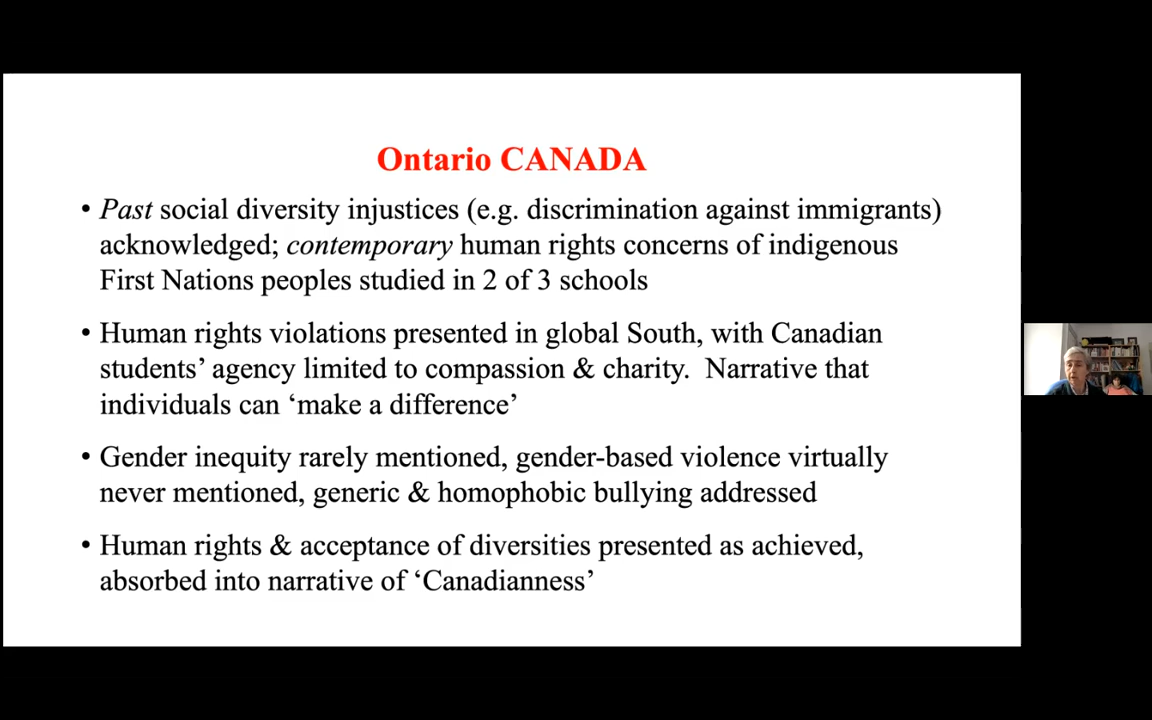 Ontario CANADA
• Past social diversity injustices (e.g. discrimination against immigrants)
acknowledged; contemporary human rights concerns of indigenous
First Nations peoples studied in 2 of 3 schools
• Human rights violations presented in global South, with Canadian
students’ agency limited to compassion & charity.  Narrative that
individuals can ‘make a difference’
• Gender inequity rarely mentioned, gender-based violence virtually
never mentioned, generic & homophobic bullying addressed
• Human rights & acceptance of diversities presented as achieved,
absorbed into narrative of ‘Canadianness’